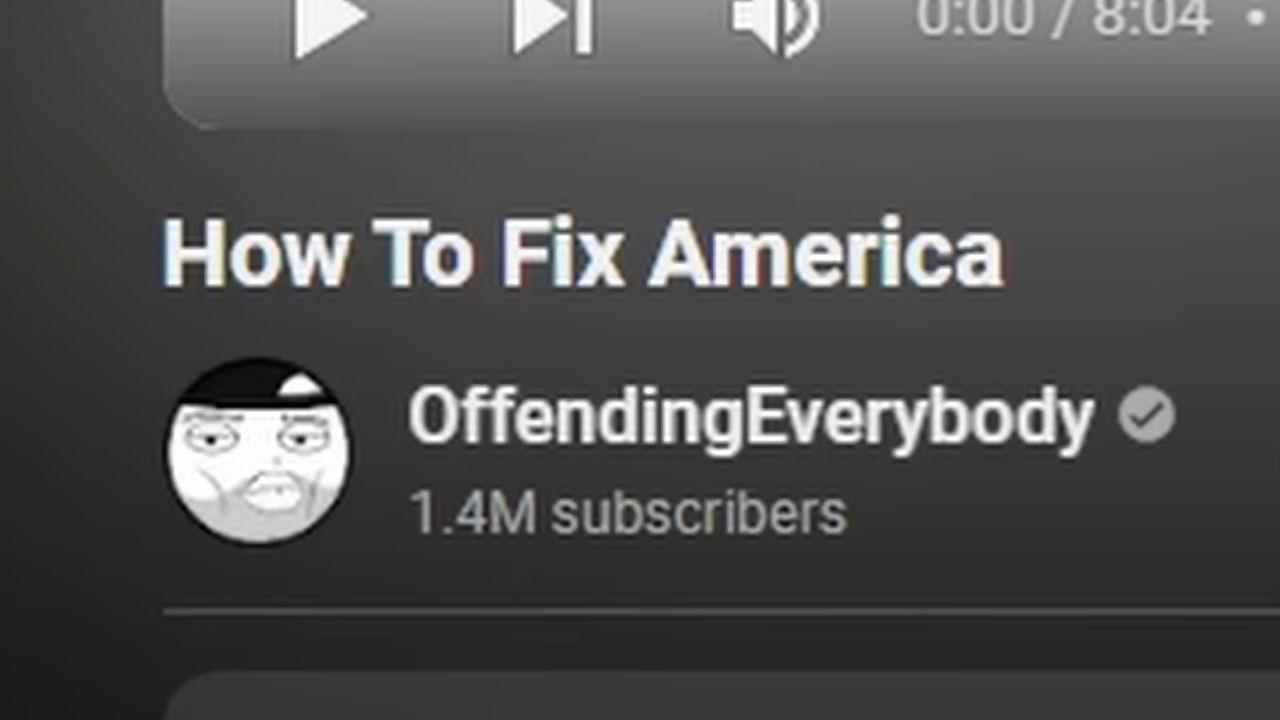 0:00 / 8:04 •
How To Fix America
OffendingEverybody
1.4M subscribers